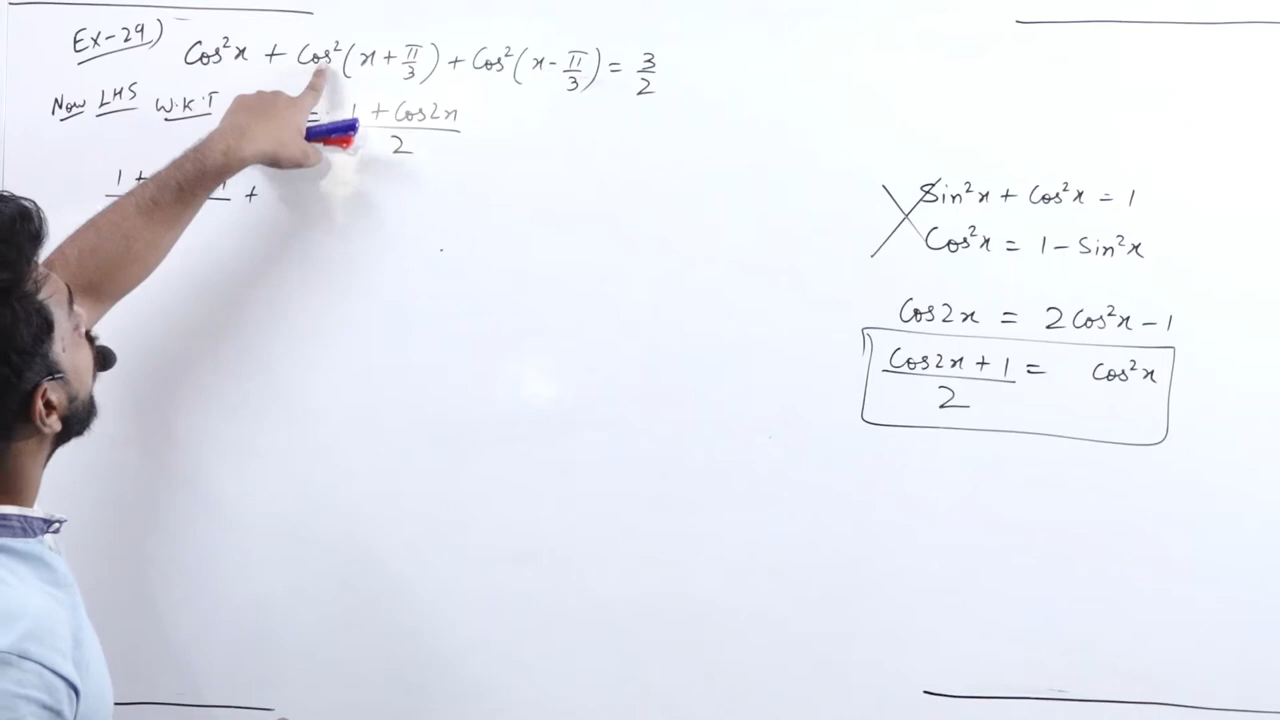 Ex-29) Cos²x + Cos²(x + π/3) + Cos²(x - π/3) = 3/2
Now LHS W.K.T = 1 + Cos2x / 2
1 + +
Sin²x + Cos²x = 1
Cos²x = 1 - Sin²x
Cos2x = 2Cos²x - 1
Cos2x + 1 / 2 = Cos²x